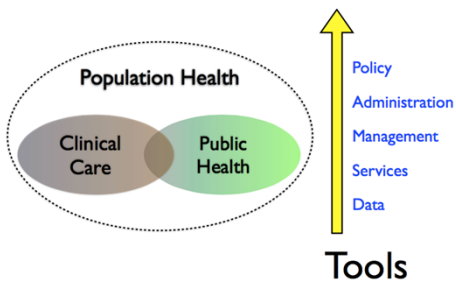 Population Health
Clinical
Care
Public
Health
Policy
Administration
Management
Services
Data
Tools